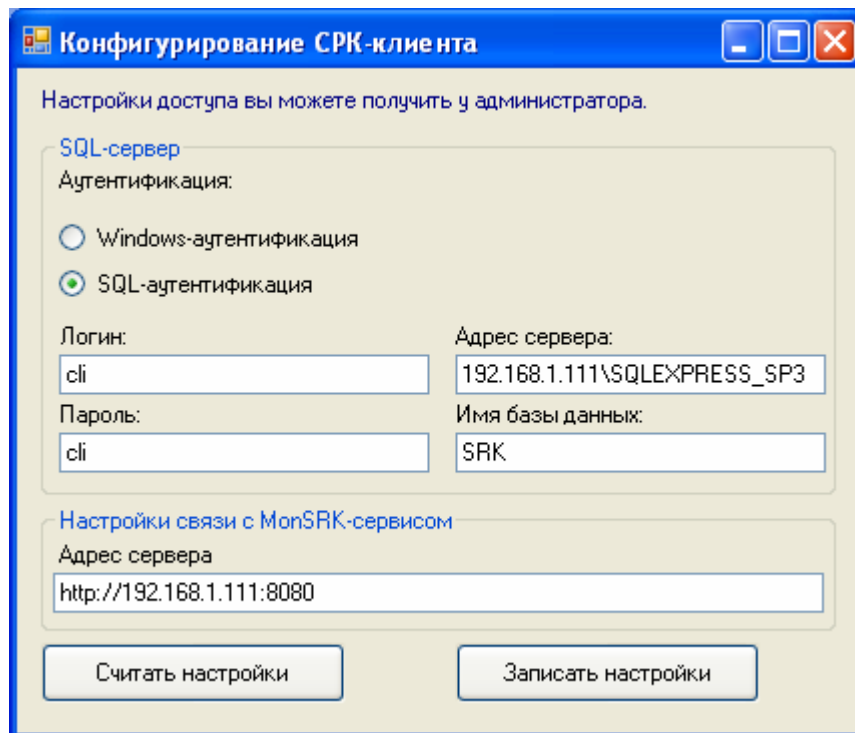 Конфигурирование СРК-клиента
Настройки доступа вы можете получить у администратора.
SQL-сервер
Аутентификация:
Windows-аутентификация
SQL-аутентификация
Логин: Адрес сервера:
cli 192.168.1.111\SQLEXPRESS_SP3
Пароль: Имя базы данных:
cli SRK
Настройки связи с MonSRK-сервисом
Адрес сервера
http://192.168.1.111:8080
Считать настройки Записать настройки